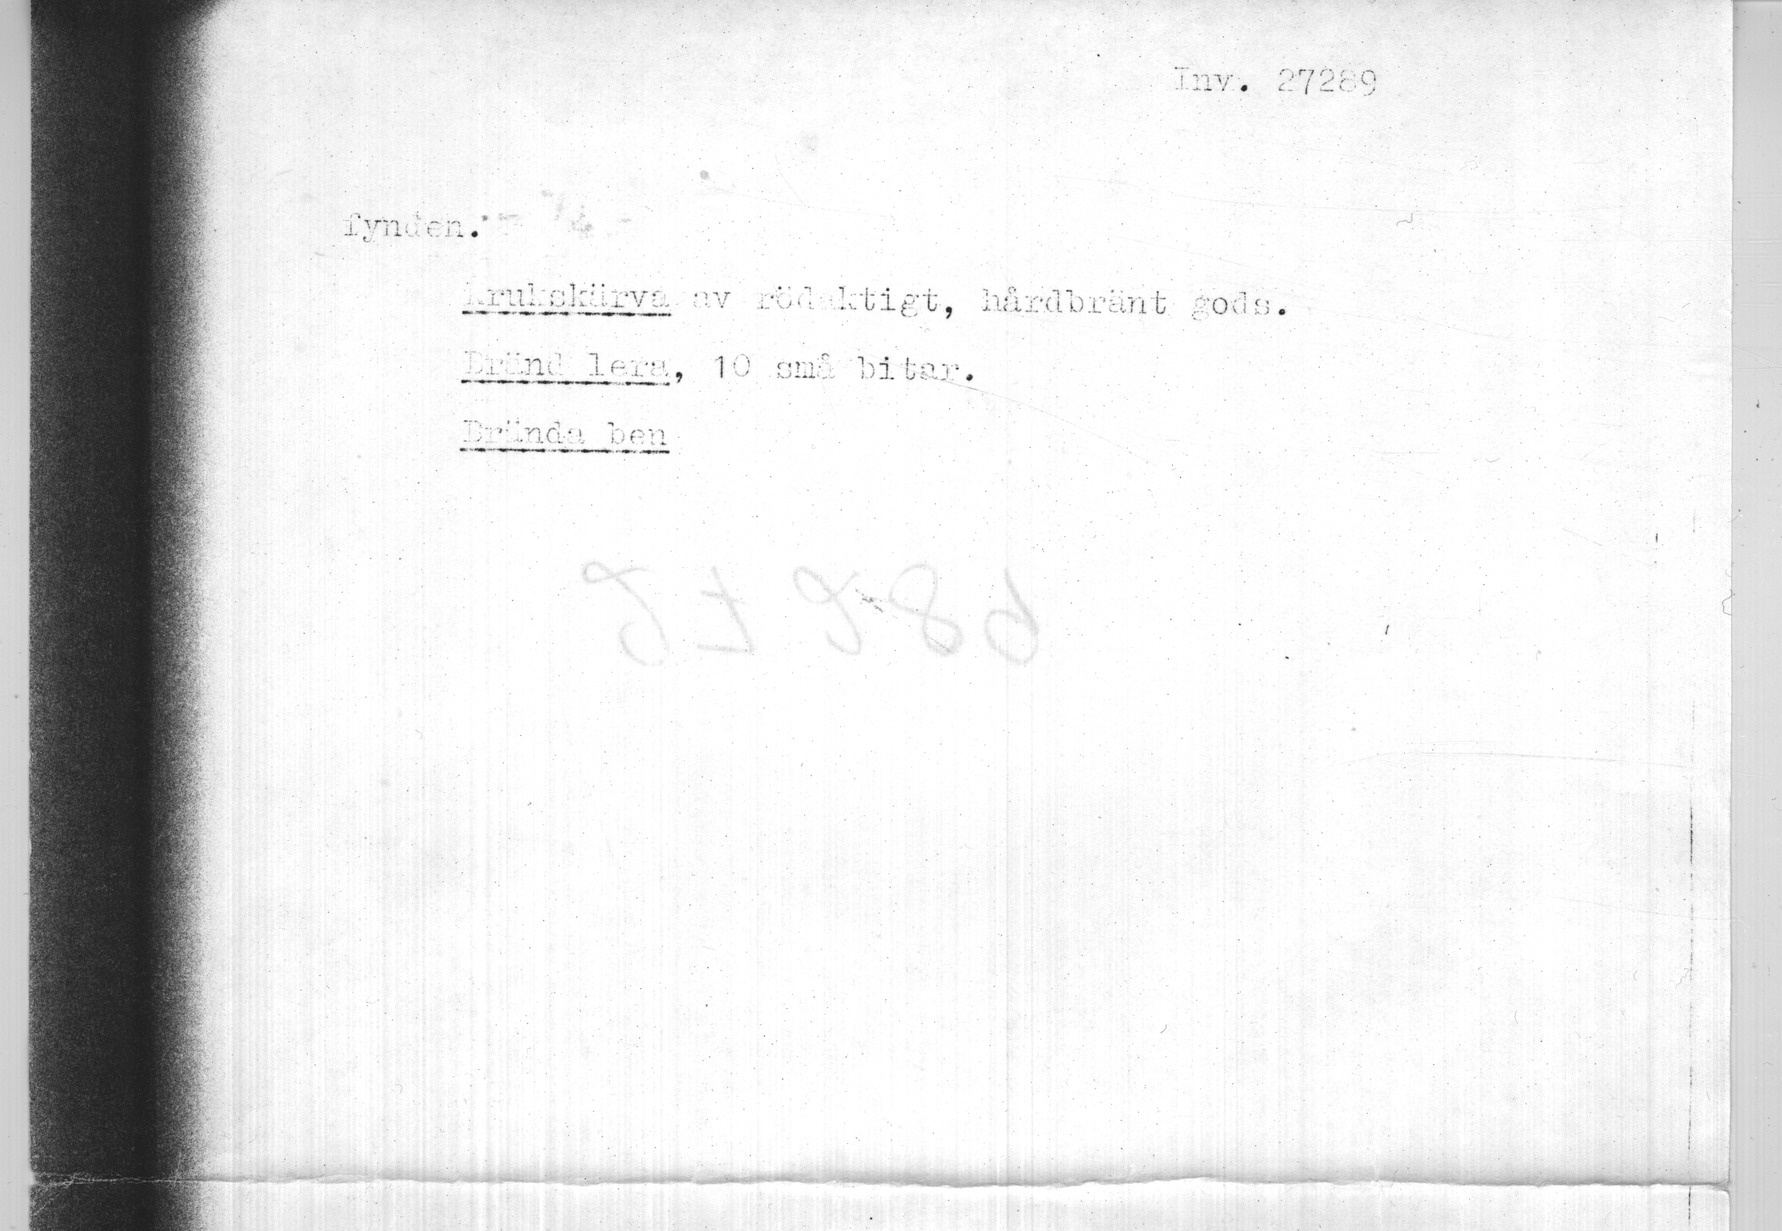 Inv. 27289
fynden.
Krukskärva av rödaktigt, hårdbränt gods.
Bränd lera, 10 små bitar.
Brända ben
27289